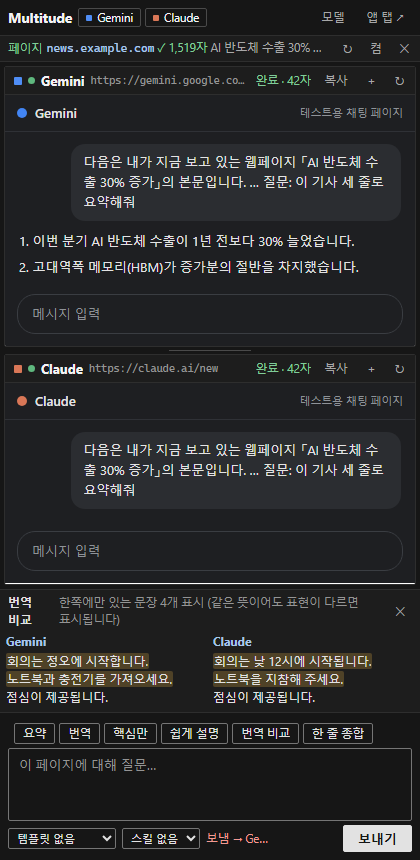 Multitude Gemini Claude 모델 앱 탭 ↗
페이지 news.example.com ✓ 1,519자 AI 반도체 수출 30% ... ↻ 켬 ×
Gemini https://gemini.google.co... 완료 · 42자 복사 + ↻
Gemini 테스트용 채팅 페이지
다음은 내가 지금 보고 있는 웹페이지 「AI 반도체 수
출 30% 증가」의 본문입니다. ... 질문: 이 기사 세 줄로
요약해줘
1. 이번 분기 AI 반도체 수출이 1년 전보다 30% 늘었습니다.
2. 고대역폭 메모리(HBM)가 증가분의 절반을 차지했습니다.
메시지 입력
Claude https://claude.ai/new 완료 · 42자 복사 + ↻
Claude 테스트용 채팅 페이지
다음은 내가 지금 보고 있는 웹페이지 「AI 반도체 수
출 30% 증가」의 본문입니다. ... 질문: 이 기사 세 줄로
요약해줘
메시지 입력
번역 비교 한쪽에만 있는 문장 4개 표시 (같은 뜻이어도 표현이 다르면 표시됩니다) ×
Gemini
회의는 정오에 시작합니다.
노트북과 충전기를 가져오세요.
점심이 제공됩니다.
Claude
회의는 낮 12시에 시작됩니다.
노트북을 지참해 주세요.
점심이 제공됩니다.
요약 번역 핵심만 쉽게 설명 번역 비교 한 줄 종합
이 페이지에 대해 질문...
템플릿 없음 스킬 없음 보냄 → Ge... 보내기